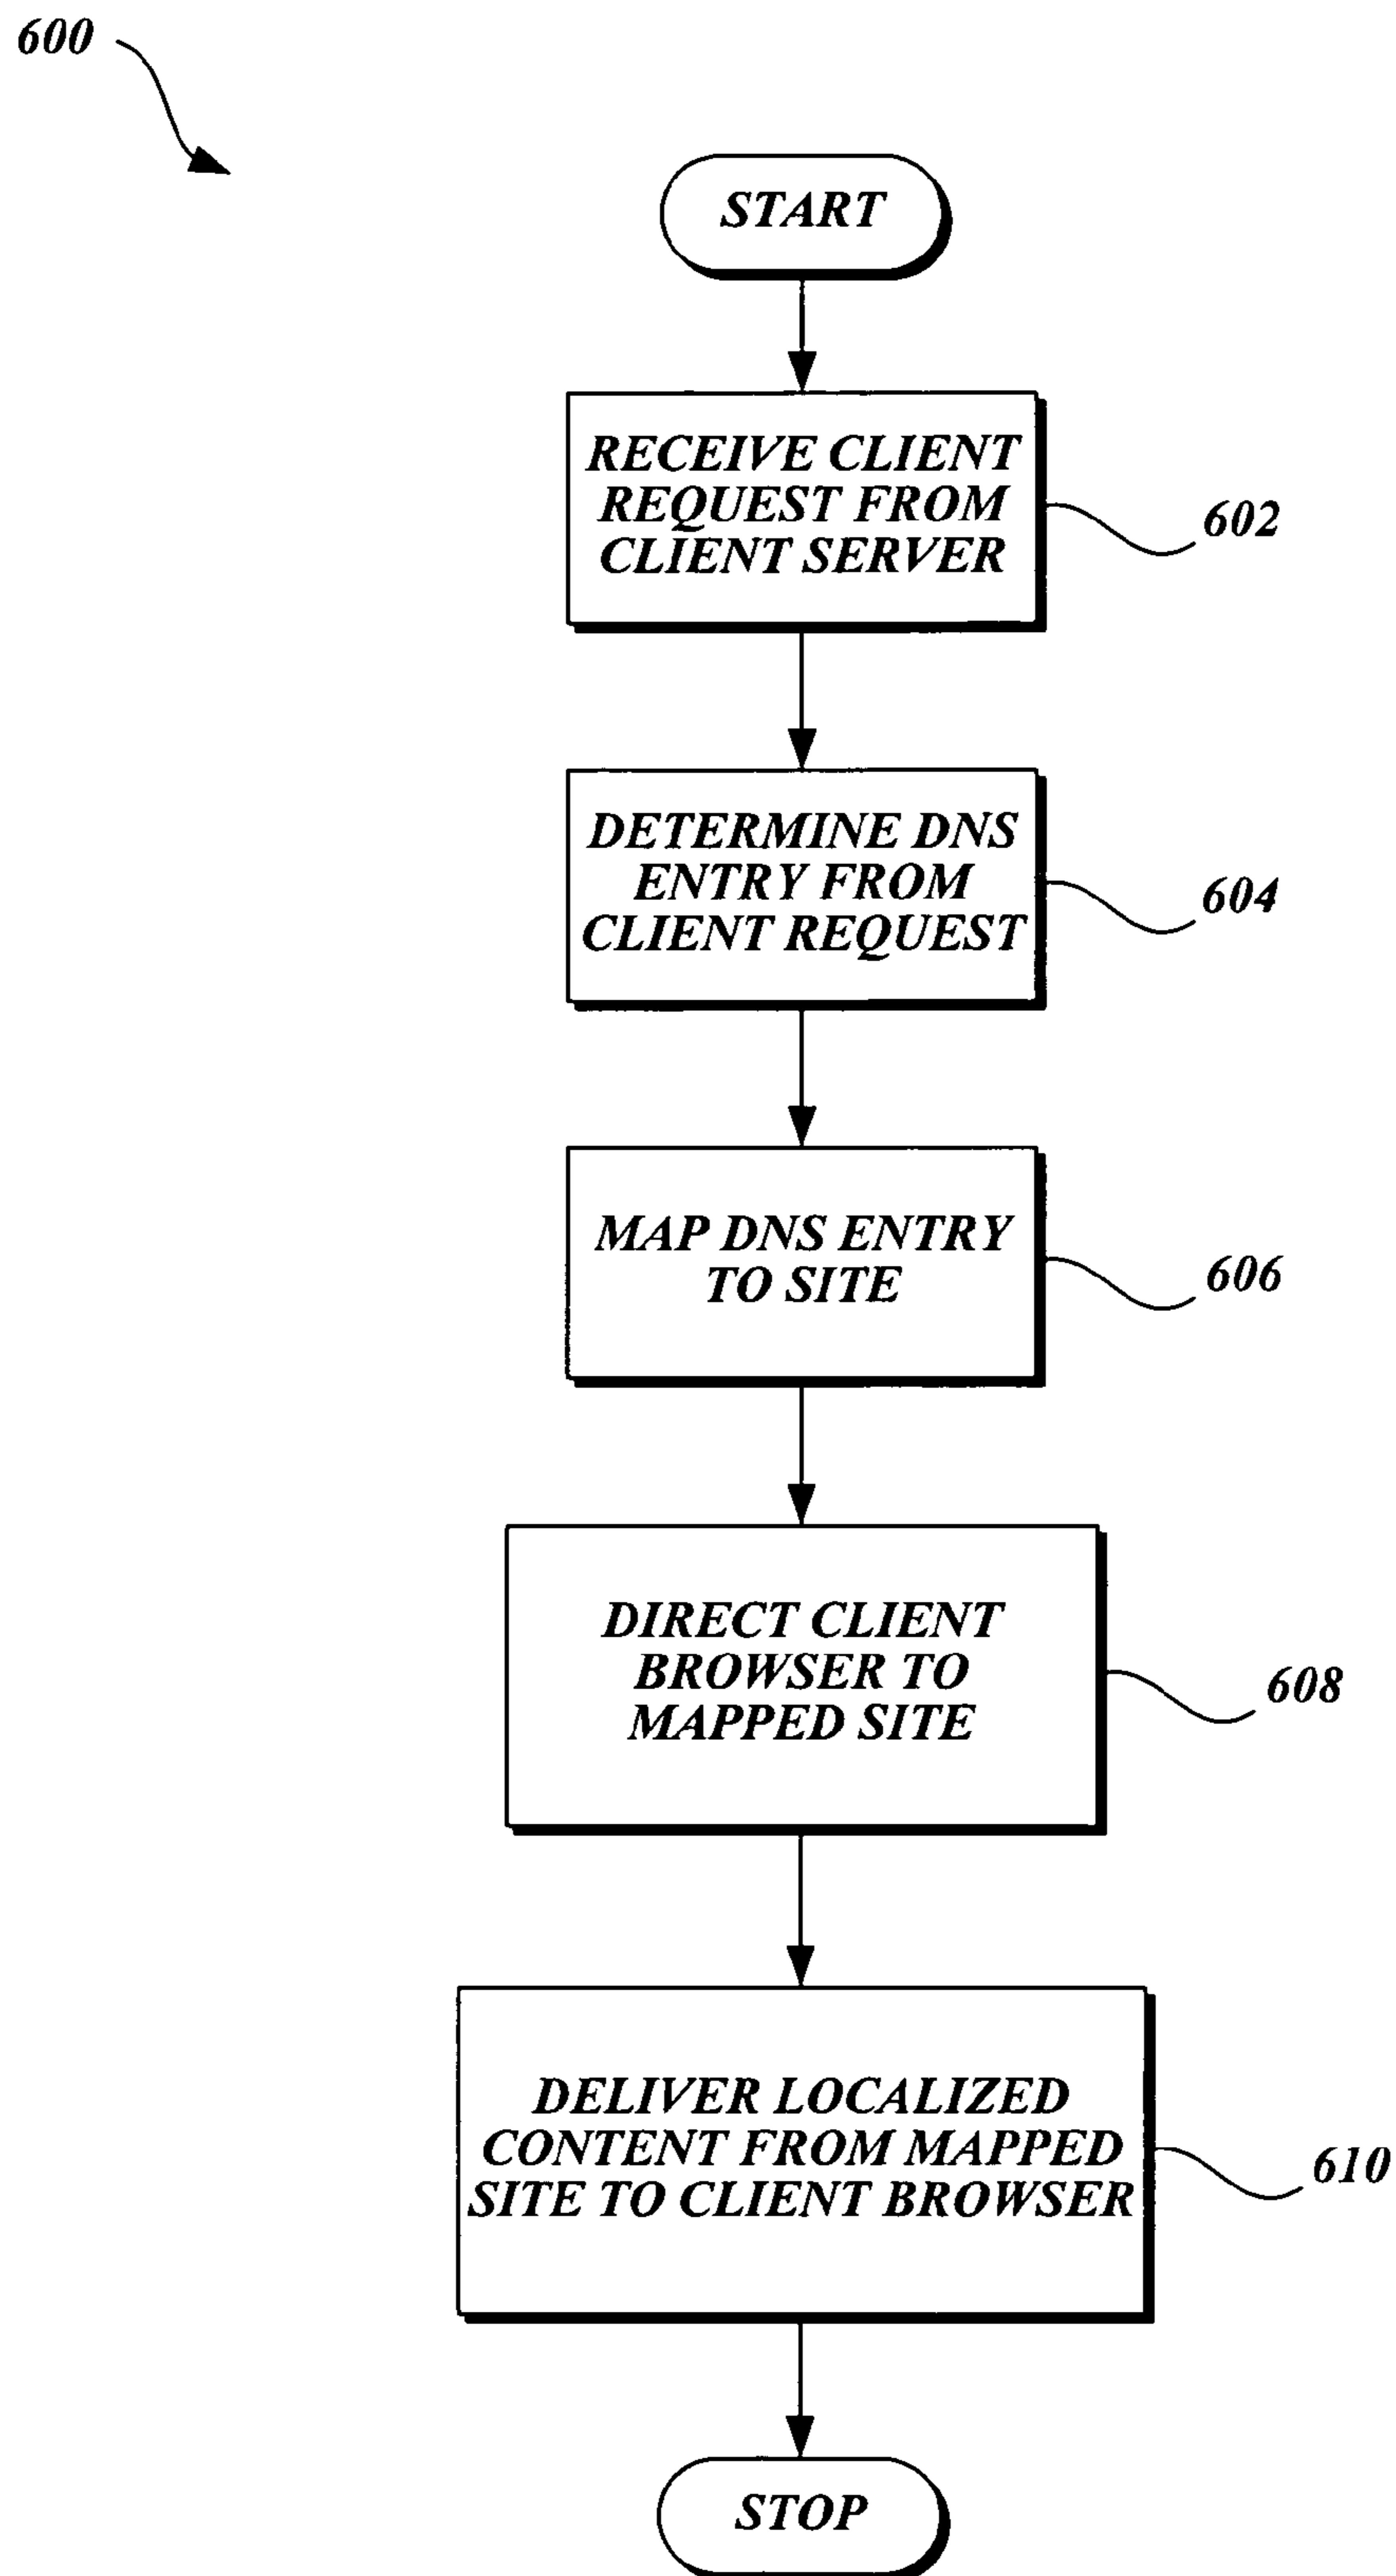 600
START
RECEIVE CLIENT
REQUEST FROM
CLIENT SERVER
602
DETERMINE DNS
ENTRY FROM
CLIENT REQUEST
604
MAP DNS ENTRY
TO SITE
606
DIRECT CLIENT
BROWSER TO
MAPPED SITE
608
DELIVER LOCALIZED
CONTENT FROM MAPPED
SITE TO CLIENT BROWSER
610
STOP